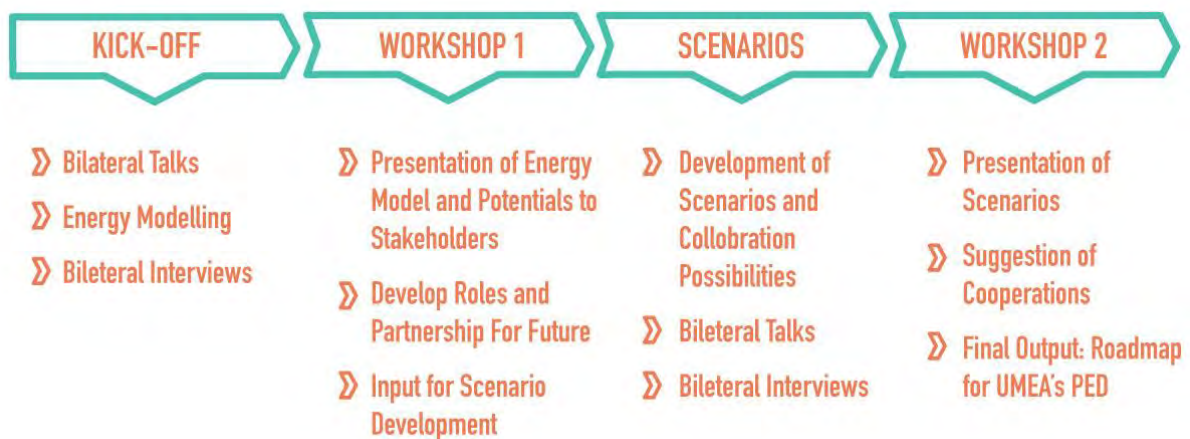 KICK-OFF
Bilateral Talks
Energy Modelling
Bileteral Interviews
WORKSHOP 1
Presentation of Energy
Model and Potentials to
Stakeholders
Develop Roles and
Partnership For Future
Input for Scenario
Development
SCENARIOS
Development of
Scenarios and
Collobration
Possibilities
Bileteral Talks
Bileteral Interviews
WORKSHOP 2
Presentation of
Scenarios
Suggestion of
Cooperations
Final Output: Roadmap
for UMEA's PED